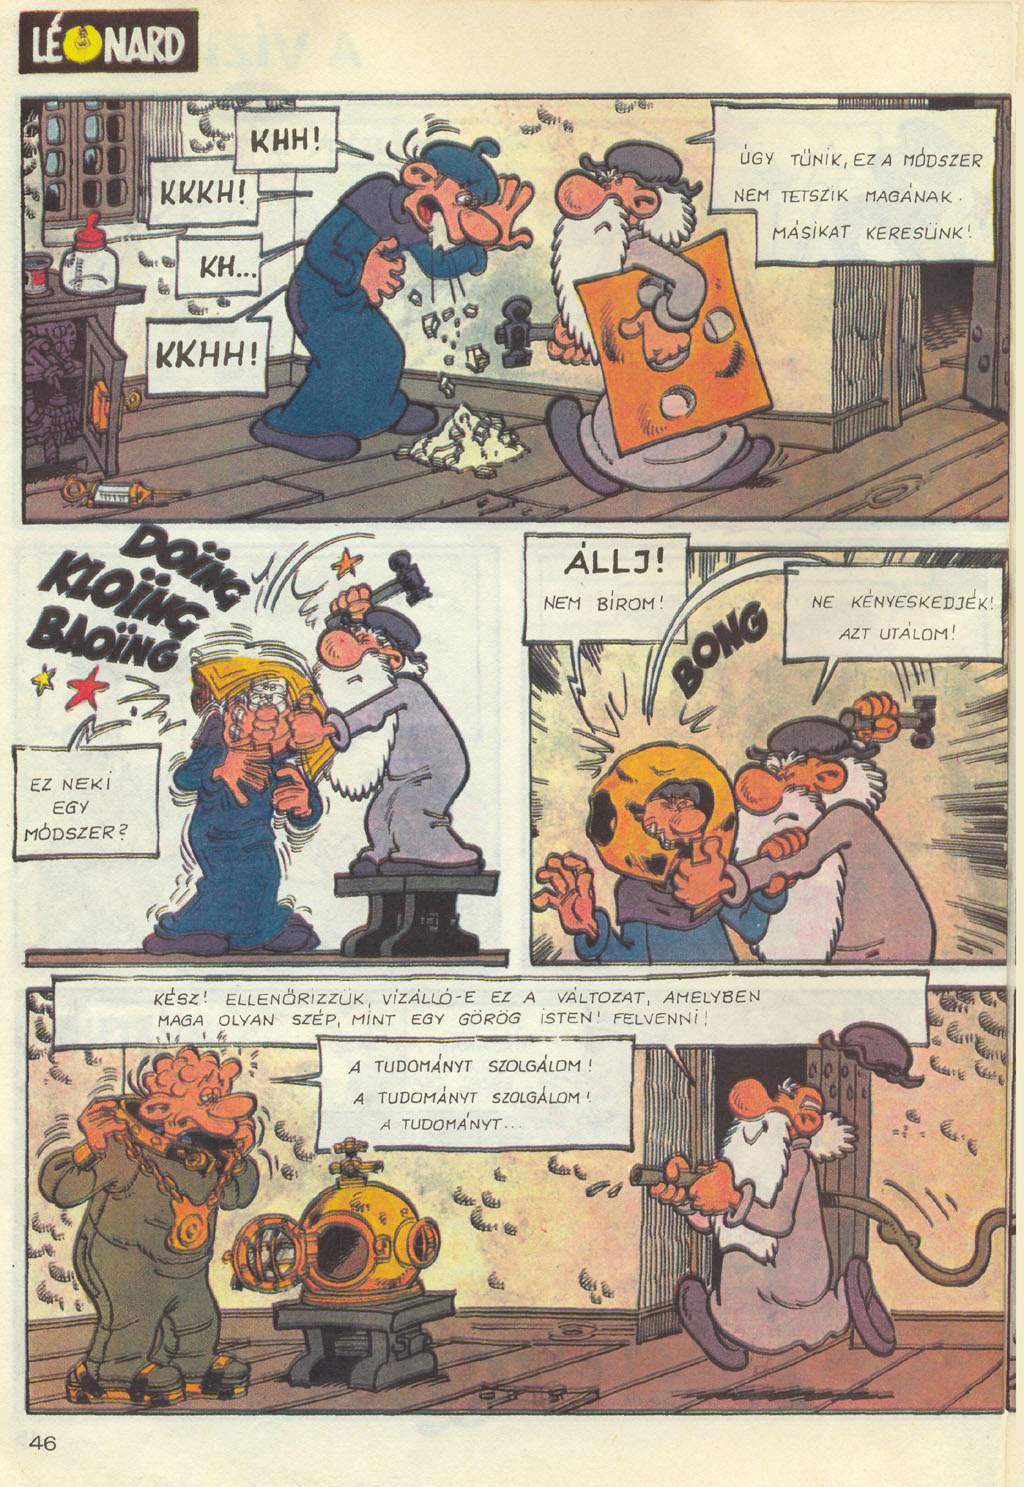 LÉONARD
KHH!
KKKH!
KH...
KKHH!
ÚGY TŰNIK, EZ A MÓDSZER
NEM TETSZIK MAGÁNAK.
MÁSIKAT KERESÜNK!
DOÏNG
KLOÏNG
BAOÏNG
EZ NEKI
EGY
MÓDSZER?
ÁLLJ!
NEM BÍROM!
BONG
NE KÉNYESKEDJÉK!
AZT UTÁLOM!
KÉSZ! ELLENŐRIZZÜK, VÍZÁLLÓ-E EZ A VÁLTOZAT, AMELYBEN
MAGA OLYAN SZÉP, MINT EGY GÖRÖG ISTEN! FELVENNI!
A TUDOMÁNYT SZOLGÁLOM!
A TUDOMÁNYT SZOLGÁLOM!
A TUDOMÁNYT...
46